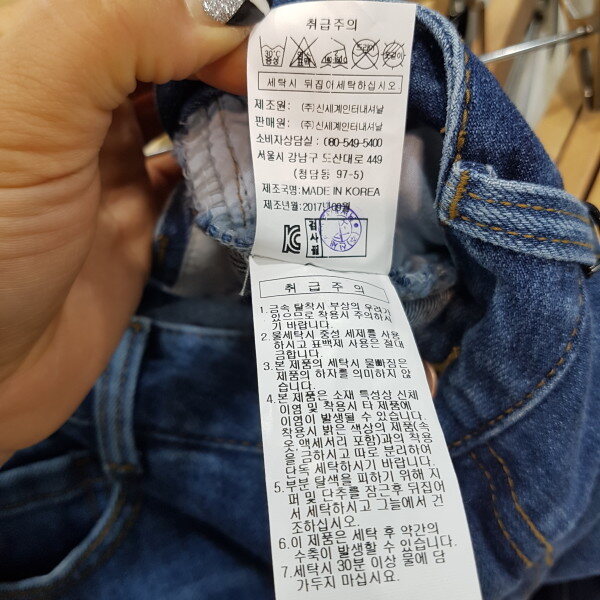 취급주의
30℃
중성
세탁시 뒤집어세탁하십시오
제조원: (주)신세계인터내셔날
판매원: (주)신세계인터내셔날
소비자상담실: 080-549-5400
서울시 강남구 도산대로 449
(청담동 97-5)
제조국명: MADE IN KOREA
제조년월: 2017년 09월
검사필
취급주의
1. 금속 탈착시 부상의 우려가
있으므로 착용시 주의하시
기 바랍니다.
2. 물세탁시 중성 세제를 사용
하시고 표백제 사용은 절대
금합니다.
3. 본 제품의 세탁시 물빠짐은
제품의 하자를 의미하지 않
습니다.
4. 본 제품은 소재 특성상 신체
이염 및 착용시 타 제품에
이염이 발생될 수 있습니다.
착용시 밝은 색상의 제품(속
옷,액세서리 포함)과의 착용
을 금하시고 따로 분리하여
단독 세탁하시기 바랍니다.
5. 부분 탈색을 피하기 위해 지
퍼 및 단추를 잠근후 뒤집어
서 세탁하시고 그늘에서 건
조하십시오.
6. 이 제품은 세탁 후 약간의
수축이 발생할 수 있습니다.
7. 세탁시 30분 이상 물에 담
가두지 마십시요.